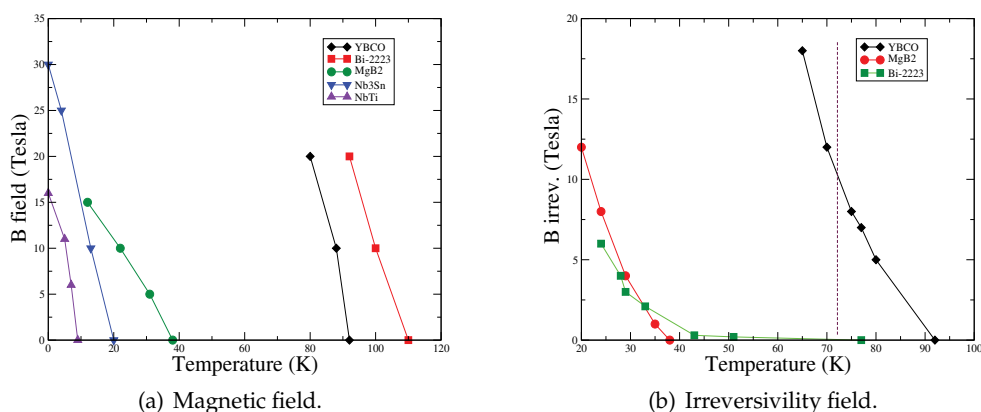 35
30
25
20
15
10
5
0
B field (Tesla)
YBCO
Bi-2223
MgB2
Nb3Sn
NbTi
0 20 40 60 80 100 120
Temperature (K)
(a) Magnetic field.
20
15
10
5
0
B irrev. (Tesla)
YBCO
MgB2
Bi-2223
20 30 40 50 60 70 80 90 100
Temperature (K)
(b) Irreversivility field.